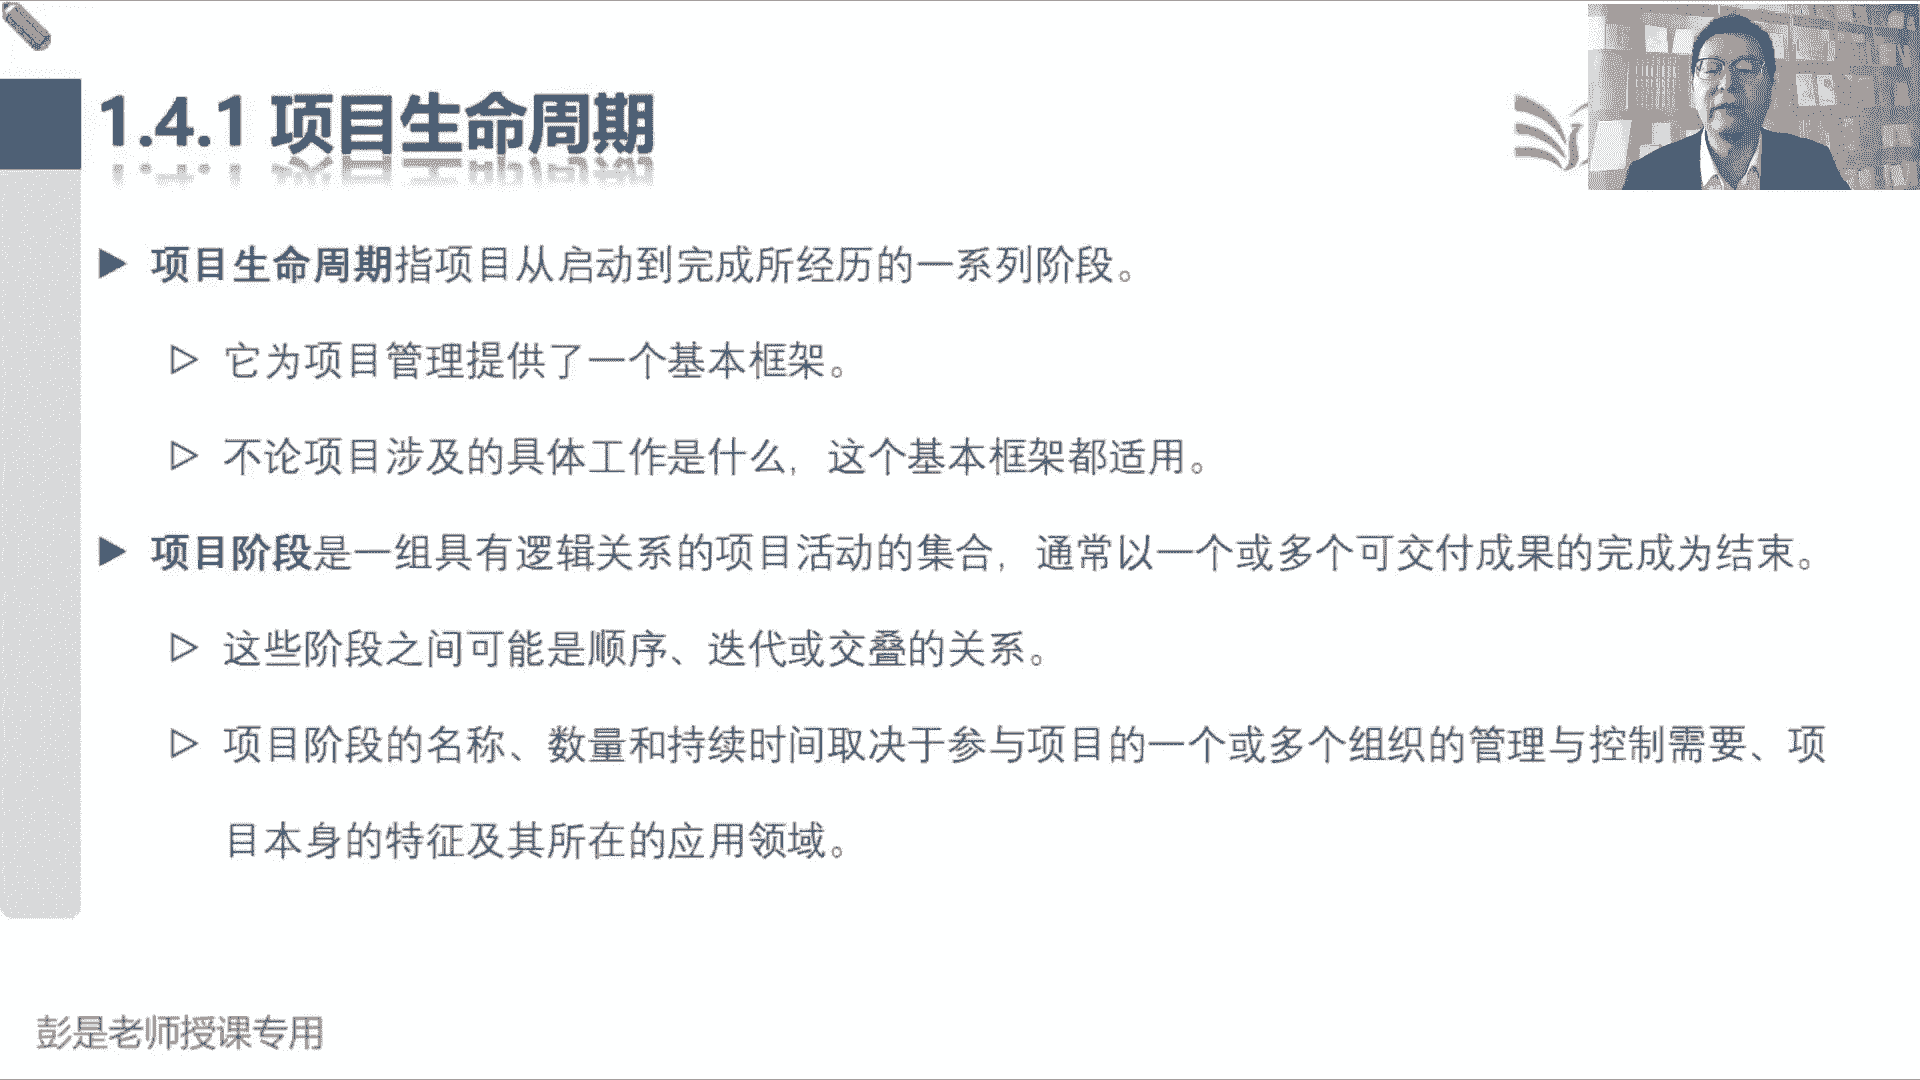 1.4.1 项目生命周期
项目生命周期指项目从启动到完成所经历的一系列阶段。
它为项目管理提供了一个基本框架。
不论项目涉及的具体工作是什么，这个基本框架都适用。
项目阶段是一组具有逻辑关系的项目活动的集合，通常以一个或多个可交付成果的完成为结束。
这些阶段之间可能是顺序、迭代或交叠的关系。
项目阶段的名称、数量和持续时间取决于参与项目的一个或多个组织的管理与控制需要、项
目本身的特征及其所在的应用领域。
彭是老师授课专用